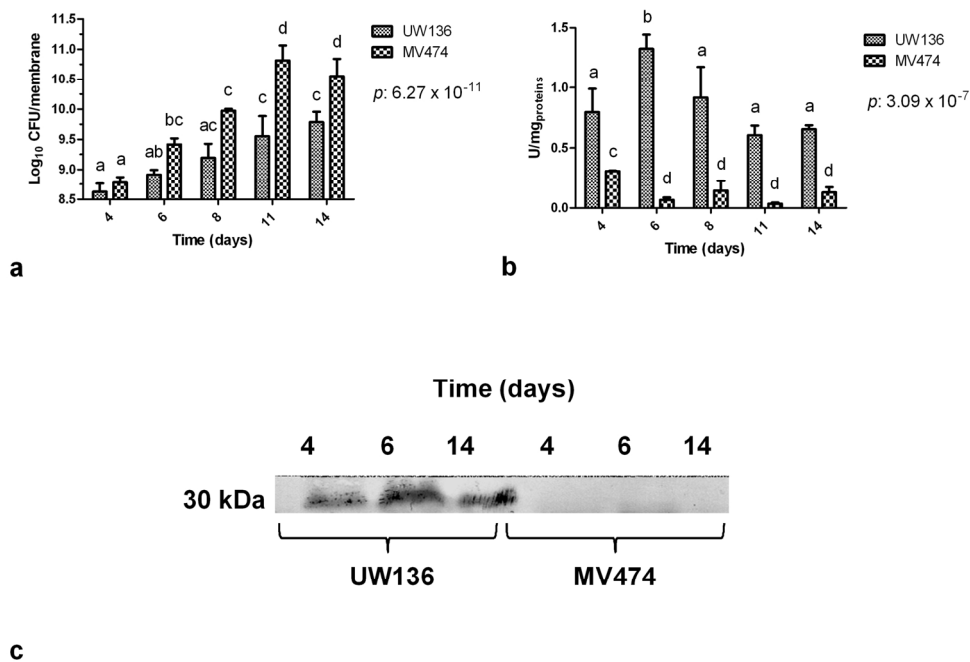 11.5
11.0
10.5
10.0
9.5
9.0
8.5
Log10 CFU/membrane
a a ab bc ac c c d c d
4 6 8 11 14
Time (days)
UW136
MV474
p: 6.27 x 10-11
a
1.5
1.0
0.5
0.0
U/mgproteins
a c b d a d a d a d
4 6 8 11 14
Time (days)
UW136
MV474
p: 3.09 x 10-7
b
Time (days)
4 6 14 4 6 14
30 kDa
UW136 MV474
c